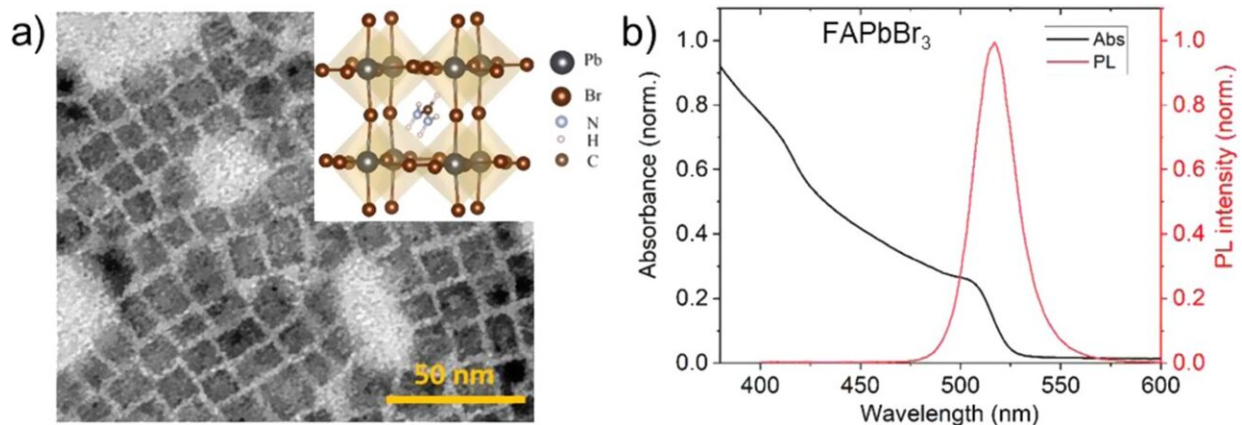 a)
Pb
Br
N
H
C
50 nm
b)
FAPbBr₃
Abs
PL
1.0
0.8
0.6
0.4
0.2
0.0
Absorbance (norm.)
400
450
500
550
600
Wavelength (nm)
1.0
0.8
0.6
0.4
0.2
0.0
PL intensity (norm.)